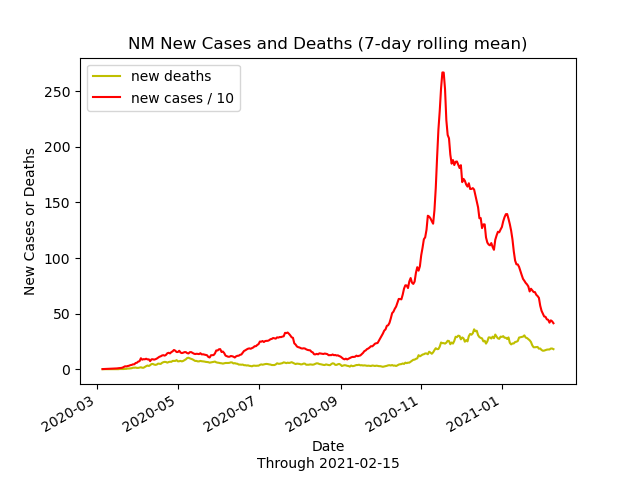 NM New Cases and Deaths (7-day rolling mean)
new deaths
new cases / 10
New Cases or Deaths
250
200
150
100
50
0
2020-03
2020-05
2020-07
2020-09
2020-11
2021-01
Date
Through 2021-02-15